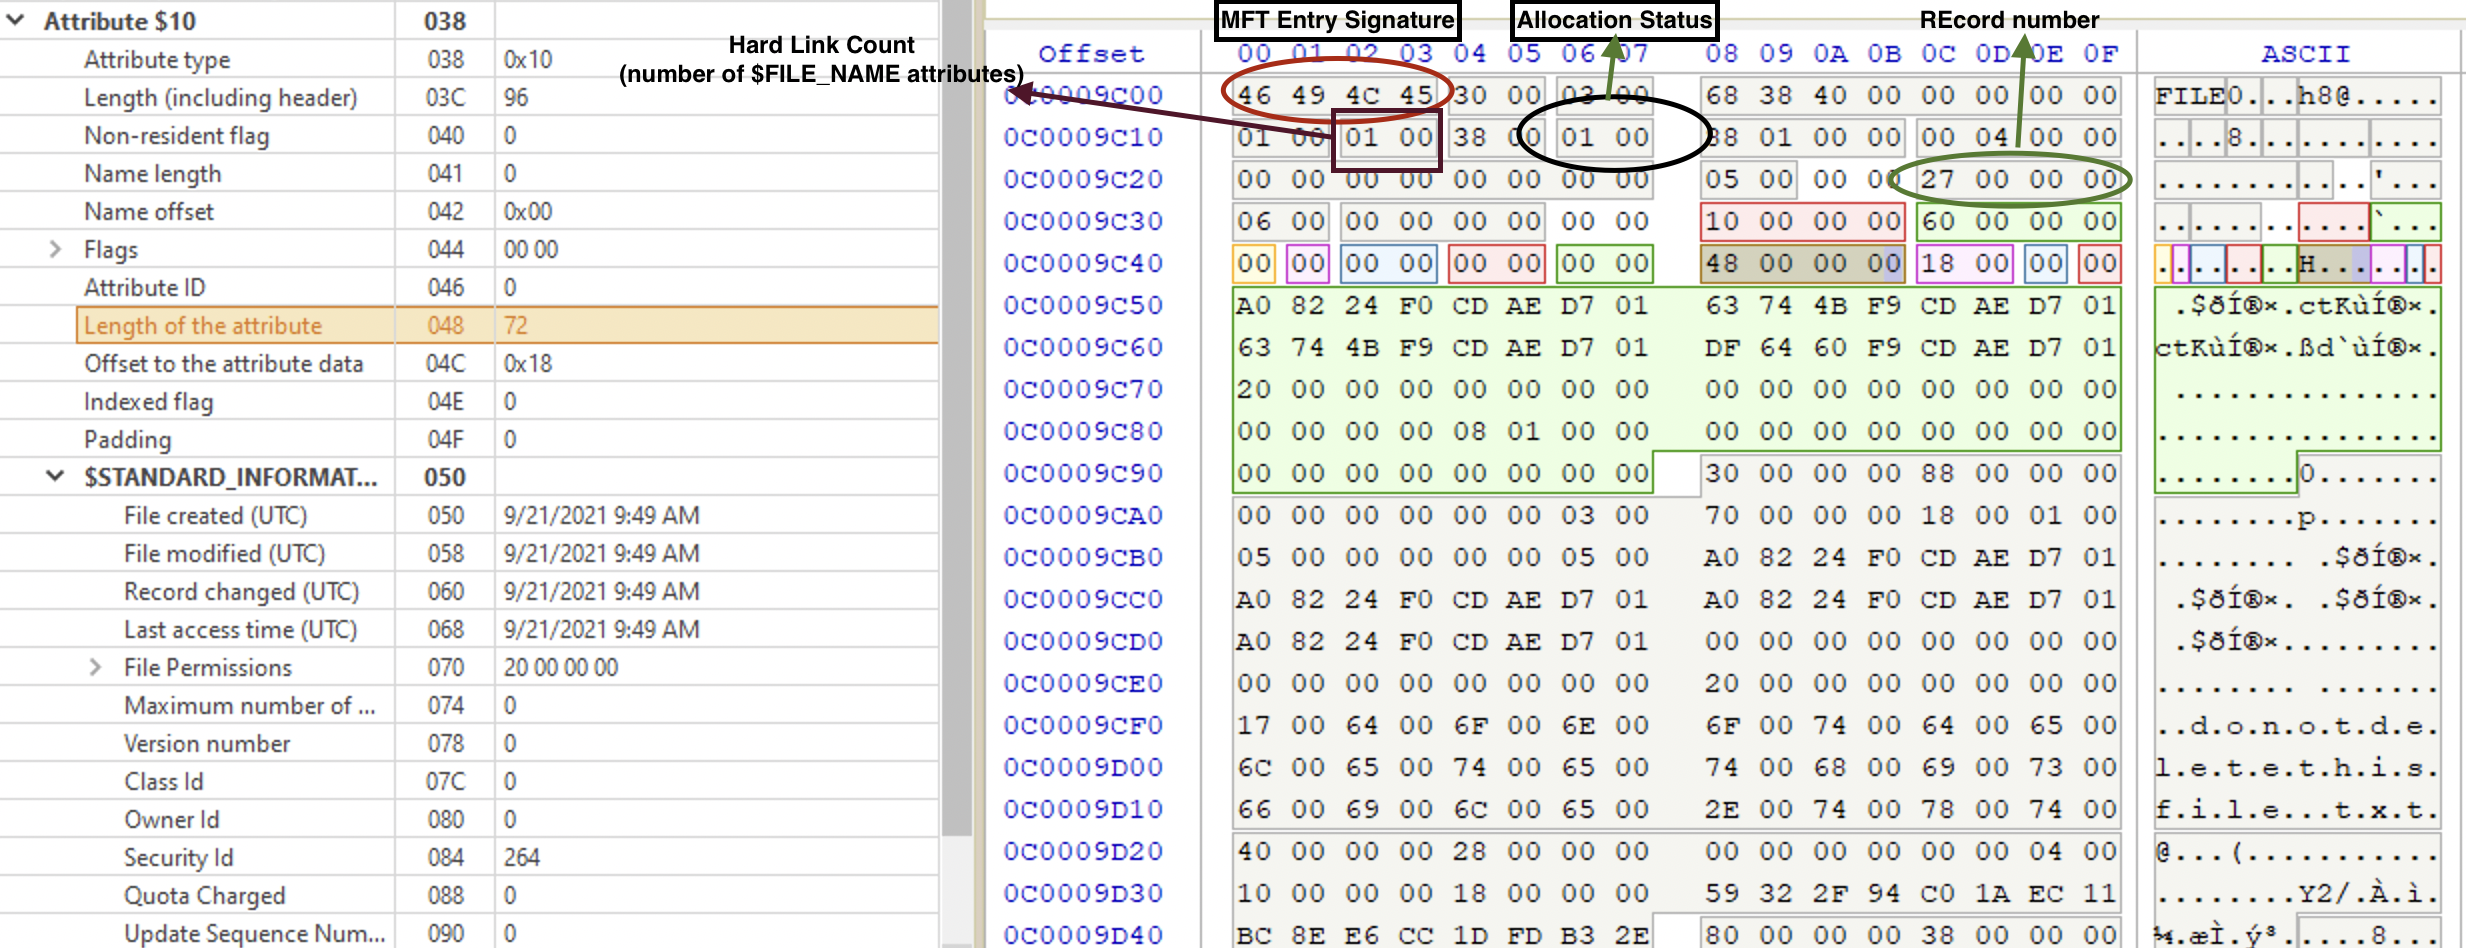 Attribute $10 038
Attribute type 038 0x10
Length (including header) 03C 96
Non-resident flag 040 0
Name length 041 0
Name offset 042 0x00
Flags 044 00 00
Attribute ID 046 0
Length of the attribute 048 72
Offset to the attribute data 04C 0x18
Indexed flag 04E 0
Padding 04F 0
$STANDARD_INFORMAT... 050
File created (UTC) 050 9/21/2021 9:49 AM
File modified (UTC) 058 9/21/2021 9:49 AM
Record changed (UTC) 060 9/21/2021 9:49 AM
Last access time (UTC) 068 9/21/2021 9:49 AM
File Permissions 070 20 00 00 00
Maximum number of ... 074 0
Version number 078 0
Class Id 07C 0
Owner Id 080 0
Security Id 084 264
Quota Charged 088 0
Update Sequence Num... 090 0
Hard Link Count
(number of $FILE_NAME attributes)
MFT Entry Signature Allocation Status REcord number
Offset 00 01 02 03 04 05 06 07 08 09 0A 0B 0C 0D 0E 0F ASCII
0C0009C00 46 49 4C 45 30 00 03 00 68 38 40 00 00 00 00 00 FILE0...h8@.....
0C0009C10 01 00 01 00 38 00 01 00 88 01 00 00 00 04 00 00 ....8...........
0C0009C20 00 00 00 00 00 00 00 00 05 00 00 00 27 00 00 00 ............'...
0C0009C30 06 00 00 00 00 00 00 00 10 00 00 00 60 00 00 00 ............`...
0C0009C40 00 00 00 00 00 00 00 00 48 00 00 00 18 00 00 00 ........H.......
0C0009C50 A0 82 24 F0 CD AE D7 01 63 74 4B F9 CD AE D7 01 .$ðÍ®×.ctKùÍ®×.
0C0009C60 63 74 4B F9 CD AE D7 01 DF 64 60 F9 CD AE D7 01 ctKùÍ®×.ßd`ùÍ®×.
0C0009C70 20 00 00 00 00 00 00 00 00 00 00 00 00 00 00 00 ...............
0C0009C80 00 00 00 00 08 01 00 00 00 00 00 00 00 00 00 00 ................
0C0009C90 00 00 00 00 00 00 00 00 30 00 00 00 88 00 00 00 ........0.......
0C0009CA0 00 00 00 00 00 00 03 00 70 00 00 00 18 00 01 00 ........p.......
0C0009CB0 05 00 00 00 00 00 05 00 A0 82 24 F0 CD AE D7 01 ........ .$ðÍ®×.
0C0009CC0 A0 82 24 F0 CD AE D7 01 A0 82 24 F0 CD AE D7 01 .$ðÍ®×. .$ðÍ®×.
0C0009CD0 A0 82 24 F0 CD AE D7 01 00 00 00 00 00 00 00 00 .$ðÍ®×.........
0C0009CE0 00 00 00 00 00 00 00 00 20 00 00 00 00 00 00 00 ........ .......
0C0009CF0 17 00 64 00 6F 00 6E 00 6F 00 74 00 64 00 65 00 ..d.o.n.o.t.d.e.
0C0009D00 6C 00 65 00 74 00 65 00 74 00 68 00 69 00 73 00 l.e.t.e.t.h.i.s.
0C0009D10 66 00 69 00 6C 00 65 00 2E 00 74 00 78 00 74 00 f.i.l.e...t.x.t.
0C0009D20 40 00 00 00 28 00 00 00 00 00 00 00 00 00 04 00 @...(...........
0C0009D30 10 00 00 00 18 00 00 00 59 32 2F 94 C0 1A EC 11 ........Y2/.À.ì.
0C0009D40 BC 8E E6 CC 1D FD B3 2E 80 00 00 00 38 00 00 00 ¼.æÌ.ý³.....8...